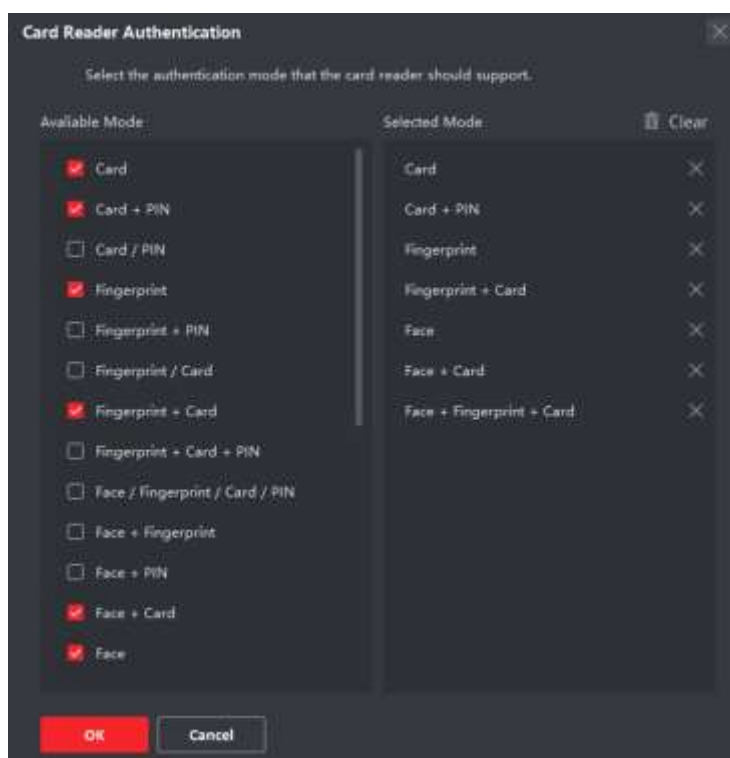 Card Reader Authentication
Select the authentication mode that the card reader should support.
Available Mode
Selected Mode
Clear
Card
Card + PIN
Card / PIN
Fingerprint
Fingerprint + PIN
Fingerprint / Card
Fingerprint + Card
Fingerprint + Card + PIN
Face / Fingerprint / Card / PIN
Face + Fingerprint
Face + PIN
Face + Card
Face
Card
Card + PIN
Fingerprint
Fingerprint + Card
Face
Face + Card
Face + Fingerprint + Card
OK
Cancel